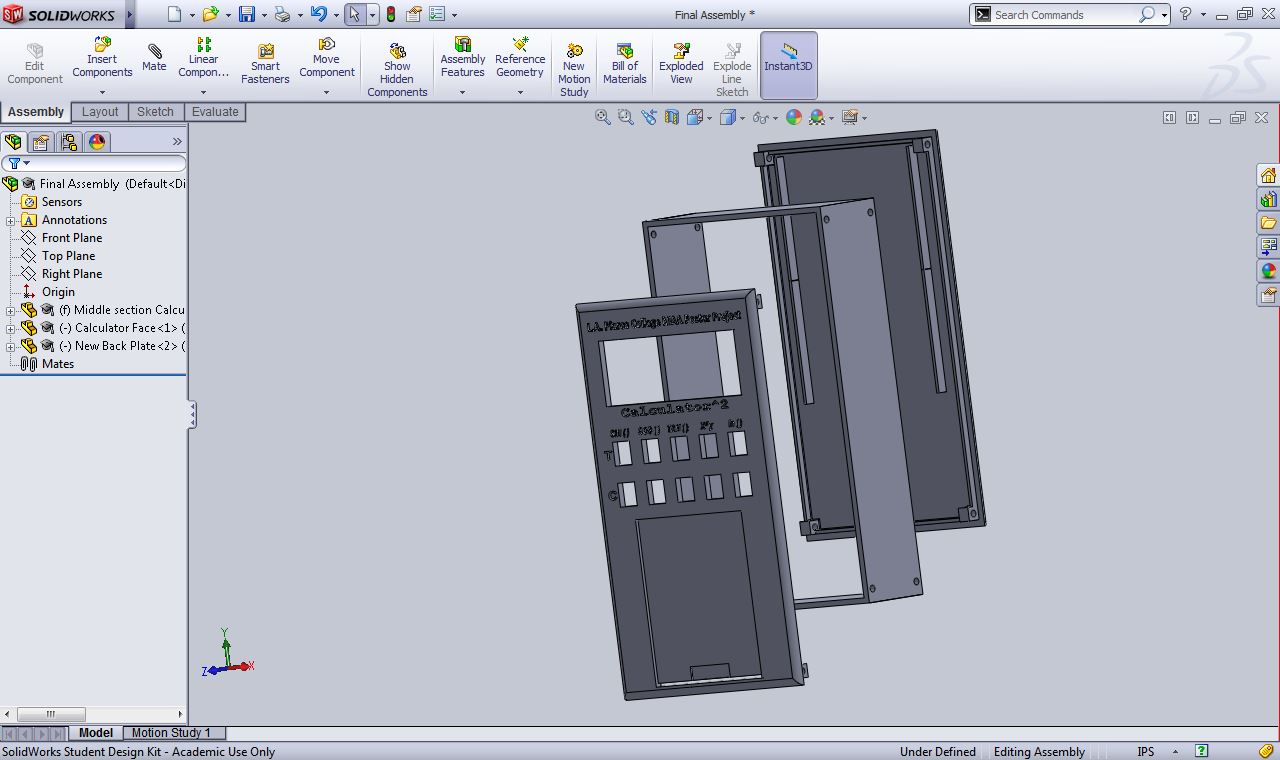 SOLIDWORKS
Final Assembly *
Search Commands
Edit Component
Insert Components
Mate
Linear Compon...
Smart Fasteners
Move Component
Show Hidden Components
Assembly Features
Reference Geometry
New Motion Study
Bill of Materials
Exploded View
Explode Line Sketch
Instant3D
Assembly
Layout
Sketch
Evaluate
Final Assembly (Default<Di
Sensors
Annotations
Front Plane
Top Plane
Right Plane
Origin
(f) Middle section Calcu
(-) Calculator Face<1> (
(-) New Back Plate<2> (
Mates
L.A. Pierce College
Project
Calculator^2
T
C
Y
Z
X
Model
Motion Study 1
SolidWorks Student Design Kit - Academic Use Only
Under Defined
Editing Assembly
IPS